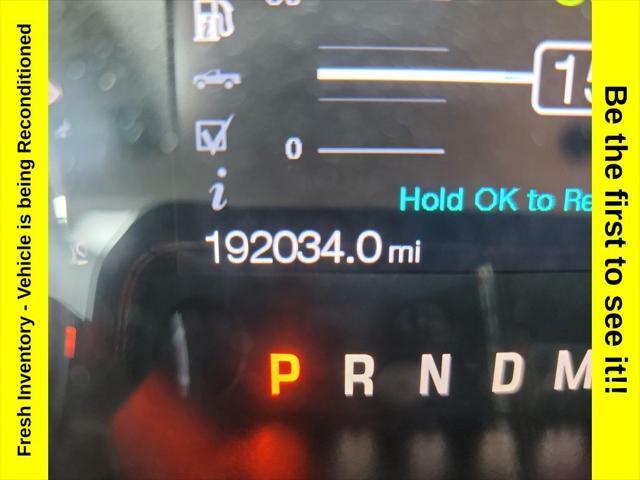 Fresh Inventory - Vehicle is being Reconditioned
15
0
Hold OK to Re
192034.0 mi
P R N D M
Be the first to see it!!